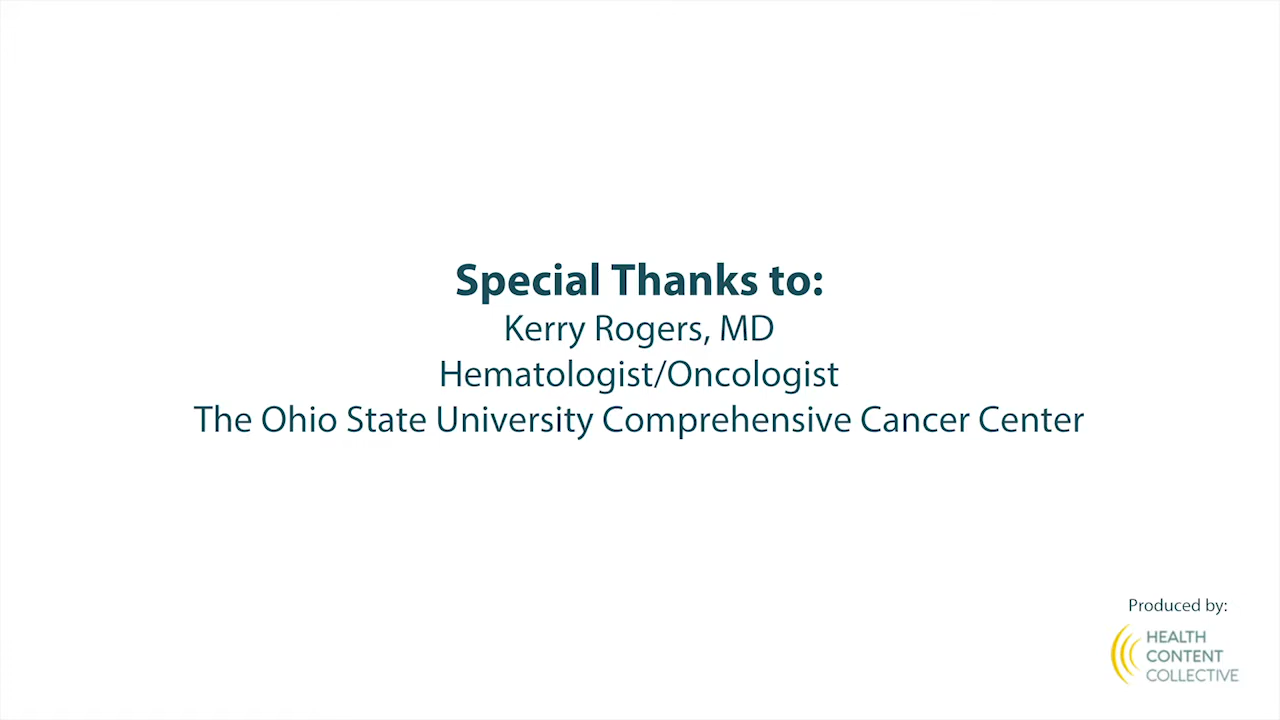 Special Thanks to:
Kerry Rogers, MD
Hematologist/Oncologist
The Ohio State University Comprehensive Cancer Center
Produced by:
HEALTH
CONTENT
COLLECTIVE